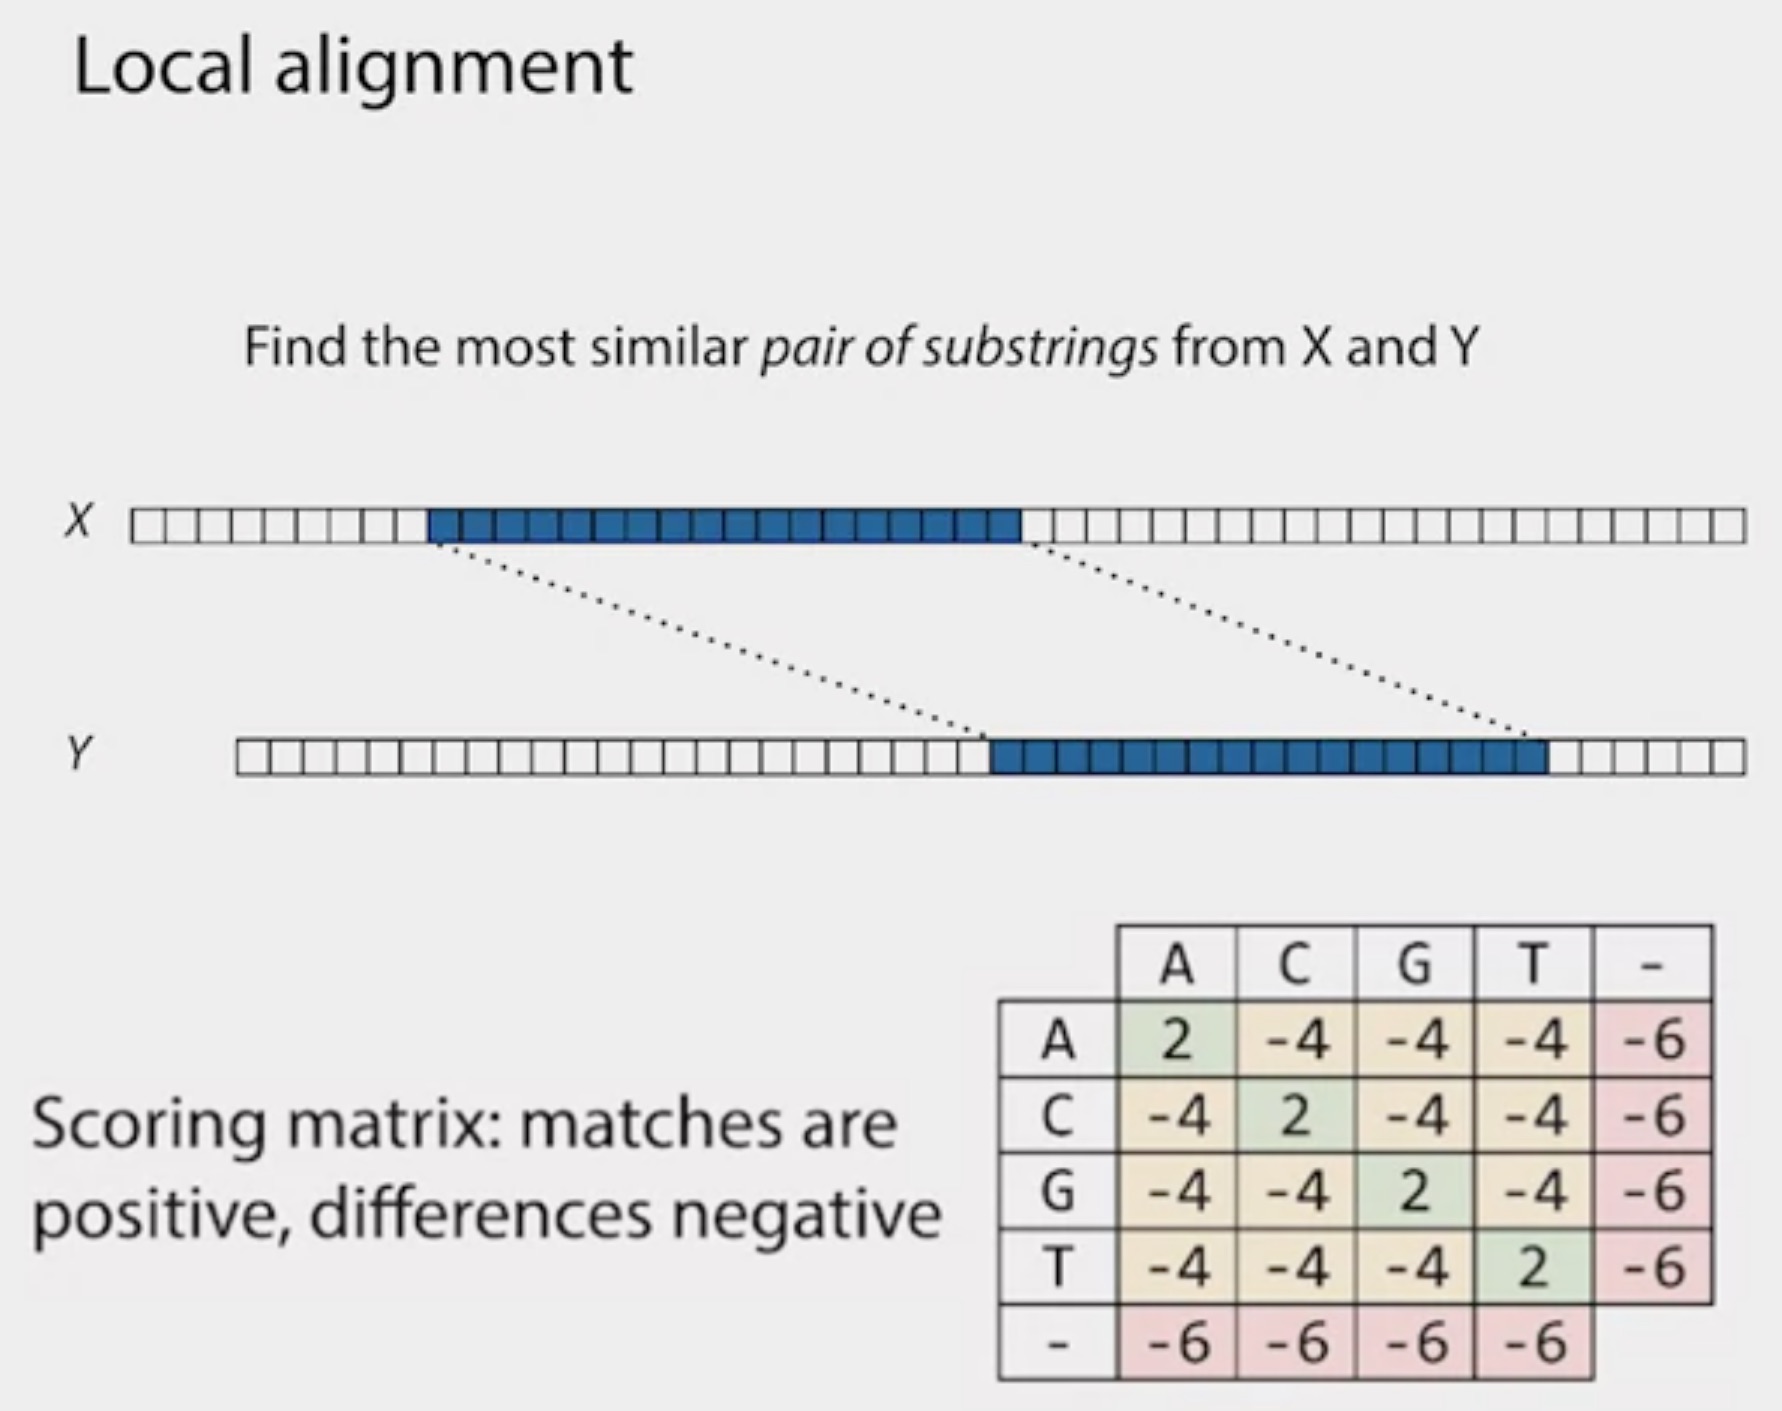 Local alignment
Find the most similar pair of substrings from X and Y
X
Y
A C G T -
A 2 -4 -4 -4 -6
C -4 2 -4 -4 -6
Scoring matrix: matches are
G -4 -4 2 -4 -6
positive, differences negative
T -4 -4 -4 2 -6
- -6 -6 -6 -6